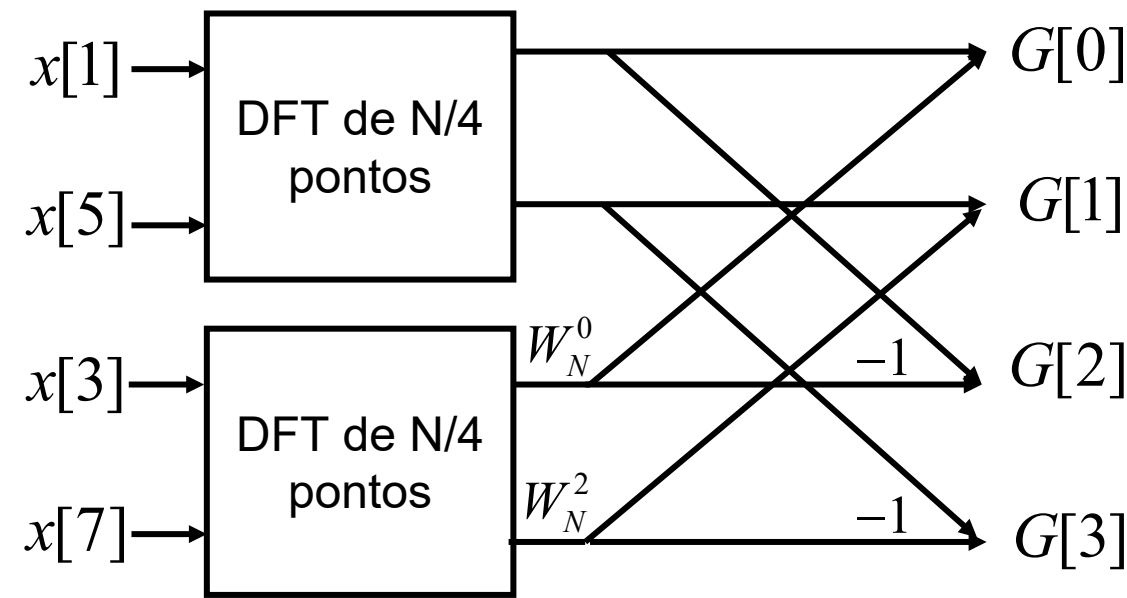 x[1]
x[5]
DFT de N/4
pontos
x[3]
x[7]
DFT de N/4
pontos
W_N^0
W_N^2
−1
−1
G[0]
G[1]
G[2]
G[3]